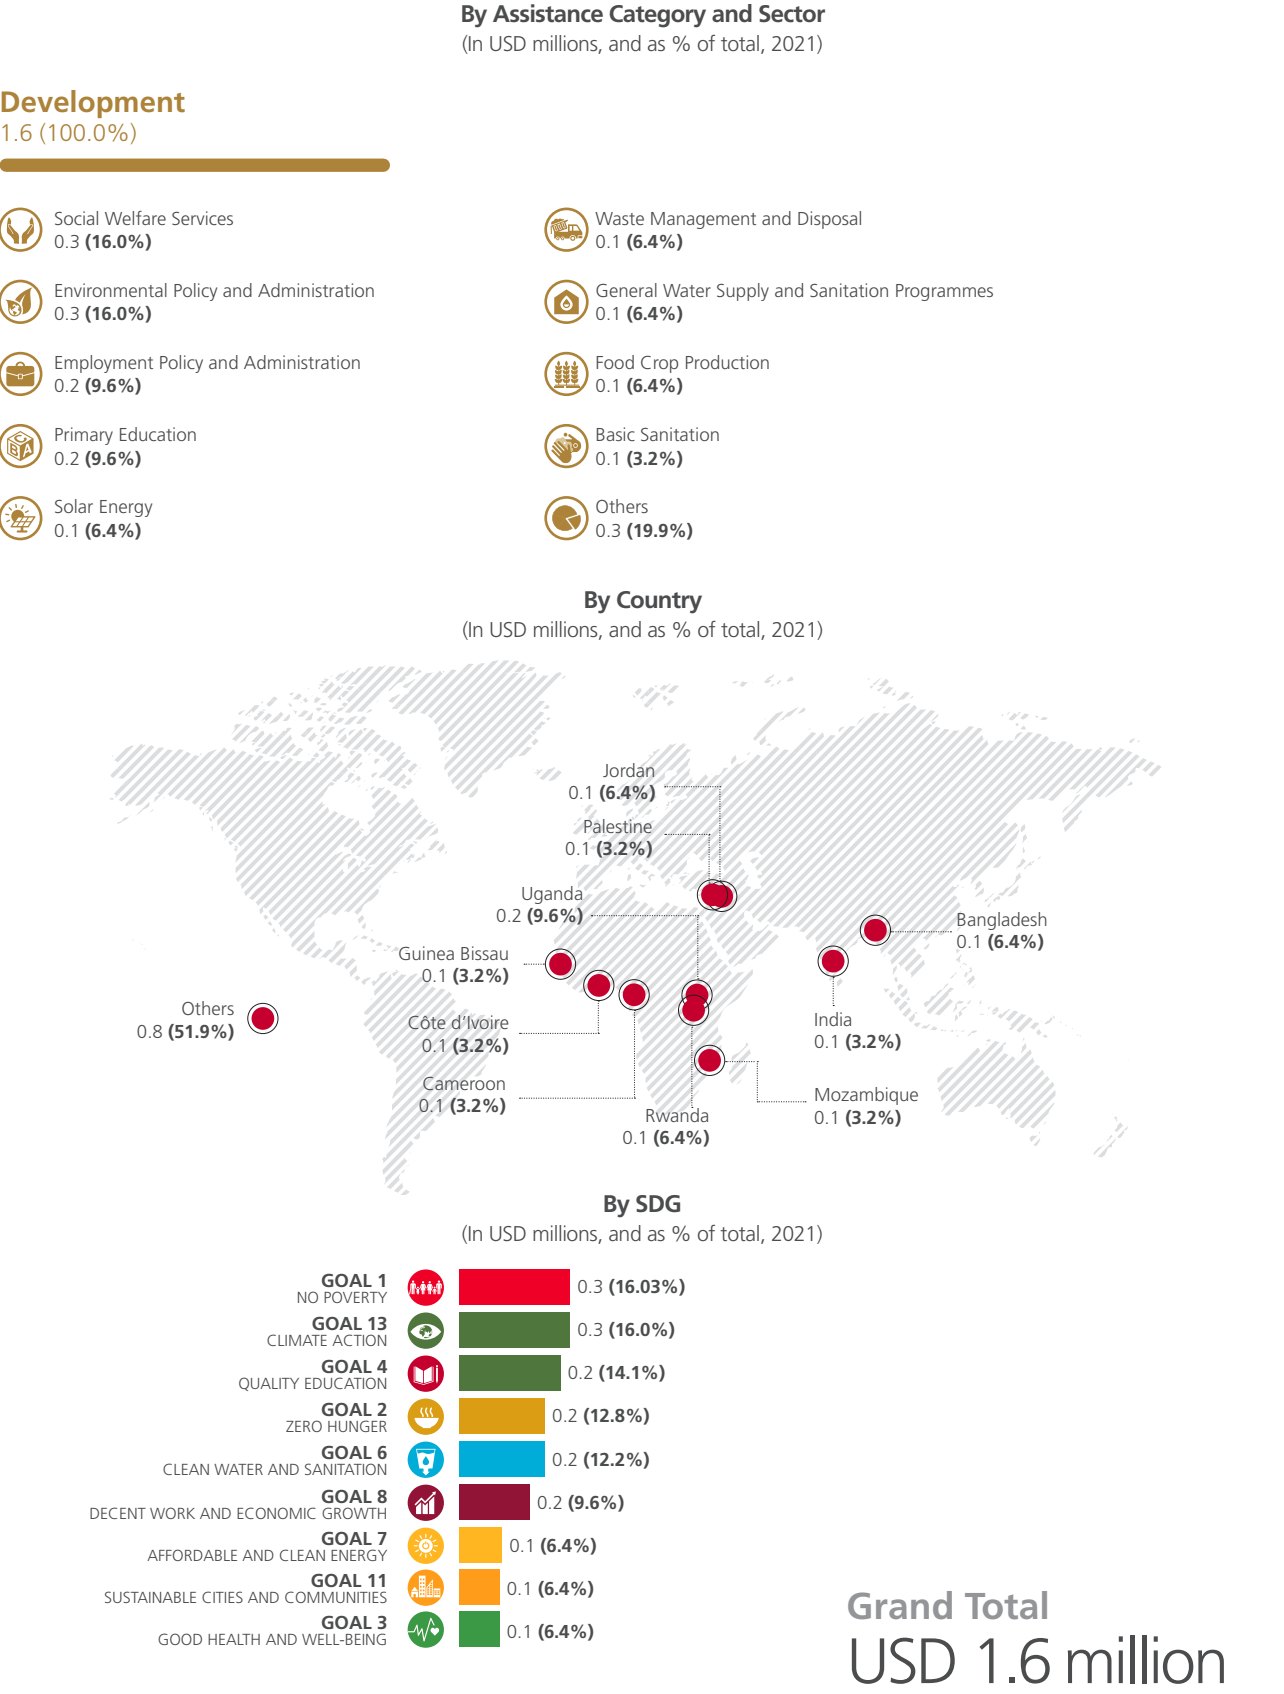 By Assistance Category and Sector
(In USD millions, and as % of total, 2021)
Development
1.6 (100.0%)
Social Welfare Services
0.3 (16.0%)
Environmental Policy and Administration
0.3 (16.0%)
Employment Policy and Administration
0.2 (9.6%)
Primary Education
0.2 (9.6%)
Solar Energy
0.1 (6.4%)
Waste Management and Disposal
0.1 (6.4%)
General Water Supply and Sanitation Programmes
0.1 (6.4%)
Food Crop Production
0.1 (6.4%)
Basic Sanitation
0.1 (3.2%)
Others
0.3 (19.9%)
By Country
(In USD millions, and as % of total, 2021)
Jordan
0.1 (6.4%)
Palestine
0.1 (3.2%)
Uganda
0.2 (9.6%)
Bangladesh
0.1 (6.4%)
Guinea Bissau
0.1 (3.2%)
Others
0.8 (51.9%)
Côte d'Ivoire
0.1 (3.2%)
India
0.1 (3.2%)
Cameroon
0.1 (3.2%)
Mozambique
0.1 (3.2%)
Rwanda
0.1 (6.4%)
By SDG
(In USD millions, and as % of total, 2021)
GOAL 1
NO POVERTY
0.3 (16.03%)
GOAL 13
CLIMATE ACTION
0.3 (16.0%)
GOAL 4
QUALITY EDUCATION
0.2 (14.1%)
GOAL 2
ZERO HUNGER
0.2 (12.8%)
GOAL 6
CLEAN WATER AND SANITATION
0.2 (12.2%)
GOAL 8
DECENT WORK AND ECONOMIC GROWTH
0.2 (9.6%)
GOAL 7
AFFORDABLE AND CLEAN ENERGY
0.1 (6.4%)
GOAL 11
SUSTAINABLE CITIES AND COMMUNITIES
0.1 (6.4%)
GOAL 3
GOOD HEALTH AND WELL-BEING
0.1 (6.4%)
Grand Total
USD 1.6 million